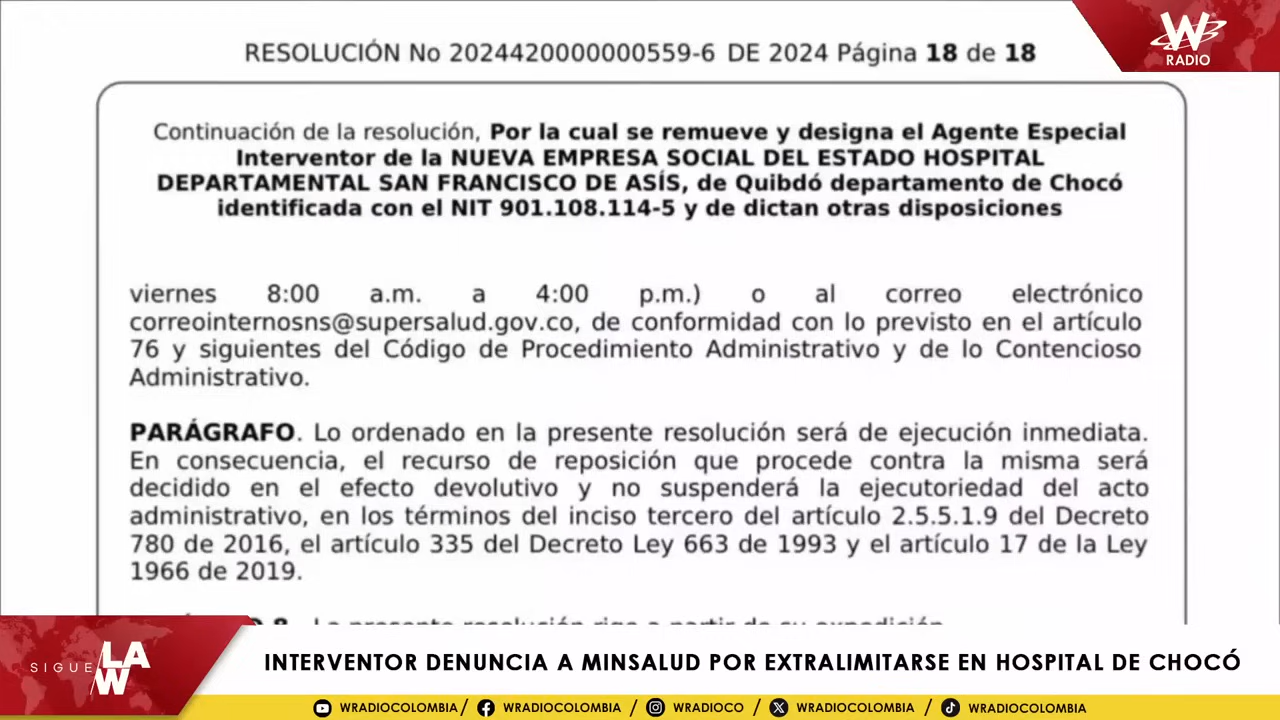 RESOLUCIÓN No 2024420000000559-6 DE 2024 Página 18 de 18
W
RADIO
Continuación de la resolución, Por la cual se remueve y designa el Agente Especial
Interventor de la NUEVA EMPRESA SOCIAL DEL ESTADO HOSPITAL
DEPARTAMENTAL SAN FRANCISCO DE ASÍS, de Quibdó departamento de Chocó
identificada con el NIT 901.108.114-5 y de dictan otras disposiciones
viernes 8:00 a.m. a 4:00 p.m.) o al correo electrónico
correointernosns@supersalud.gov.co, de conformidad con lo previsto en el artículo
76 y siguientes del Código de Procedimiento Administrativo y de lo Contencioso
Administrativo.
PARÁGRAFO. Lo ordenado en la presente resolución será de ejecución inmediata.
En consecuencia, el recurso de reposición que procede contra la misma será
decidido en el efecto devolutivo y no suspenderá la ejecutoriedad del acto
administrativo, en los términos del inciso tercero del artículo 2.5.5.1.9 del Decreto
780 de 2016, el artículo 335 del Decreto Ley 663 de 1993 y el artículo 17 de la Ley
1966 de 2019.
La presente resolución rige a partir de su expedición
SIGUE LA W
INTERVENTOR DENUNCIA A MINSALUD POR EXTRALIMITARSE EN HOSPITAL DE CHOCÓ
WRADIOCOLOMBIA/ WRADIOCOLOMBIA / WRADIOCO / WRADIOCOLOMBIA / WRADIOCOLOMBIA